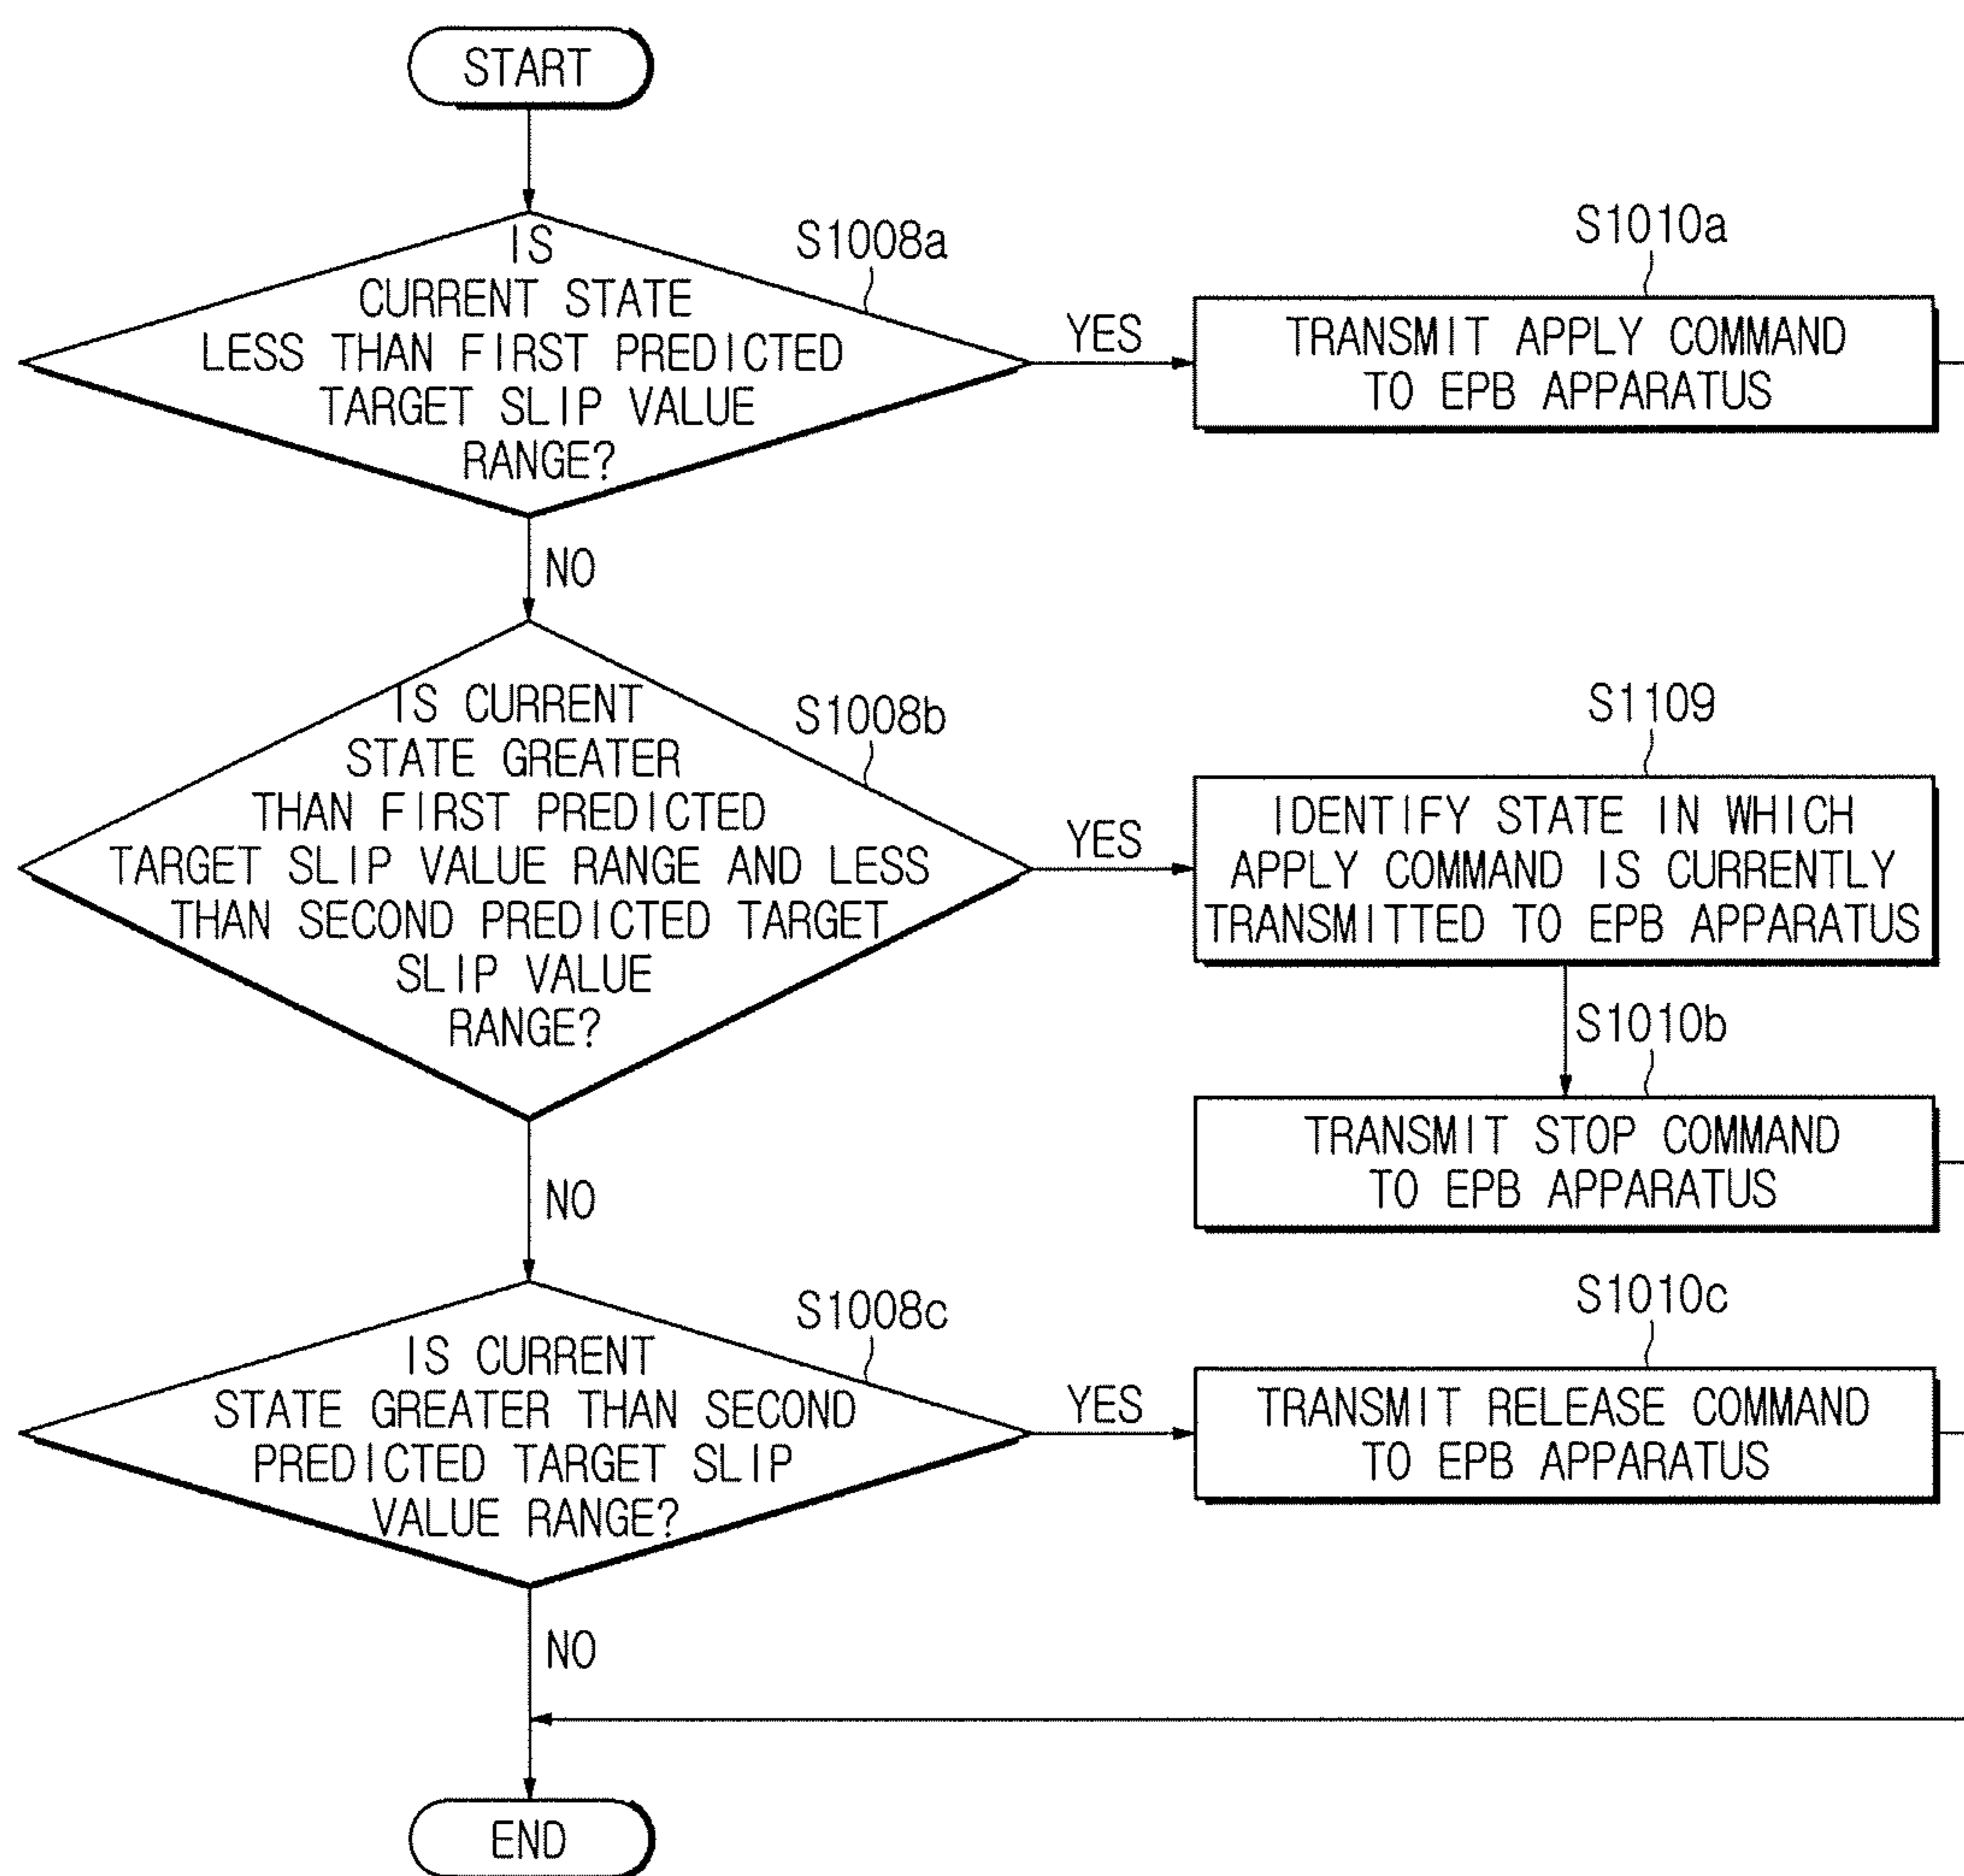 START
S1008a
IS
CURRENT STATE
LESS THAN FIRST PREDICTED
TARGET SLIP VALUE
RANGE?
YES
S1010a
TRANSMIT APPLY COMMAND
TO EPB APPARATUS
NO
S1008b
IS CURRENT
STATE GREATER
THAN FIRST PREDICTED
TARGET SLIP VALUE RANGE AND LESS
THAN SECOND PREDICTED TARGET
SLIP VALUE
RANGE?
YES
S1109
IDENTIFY STATE IN WHICH
APPLY COMMAND IS CURRENTLY
TRANSMITTED TO EPB APPARATUS
S1010b
TRANSMIT STOP COMMAND
TO EPB APPARATUS
NO
S1008c
IS CURRENT
STATE GREATER THAN SECOND
PREDICTED TARGET SLIP
VALUE RANGE?
YES
S1010c
TRANSMIT RELEASE COMMAND
TO EPB APPARATUS
NO
END